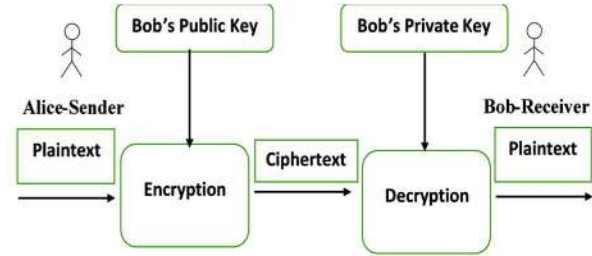 Bob's Public Key
Bob's Private Key
Alice-Sender
Bob-Receiver
Plaintext
Encryption
Ciphertext
Decryption
Plaintext